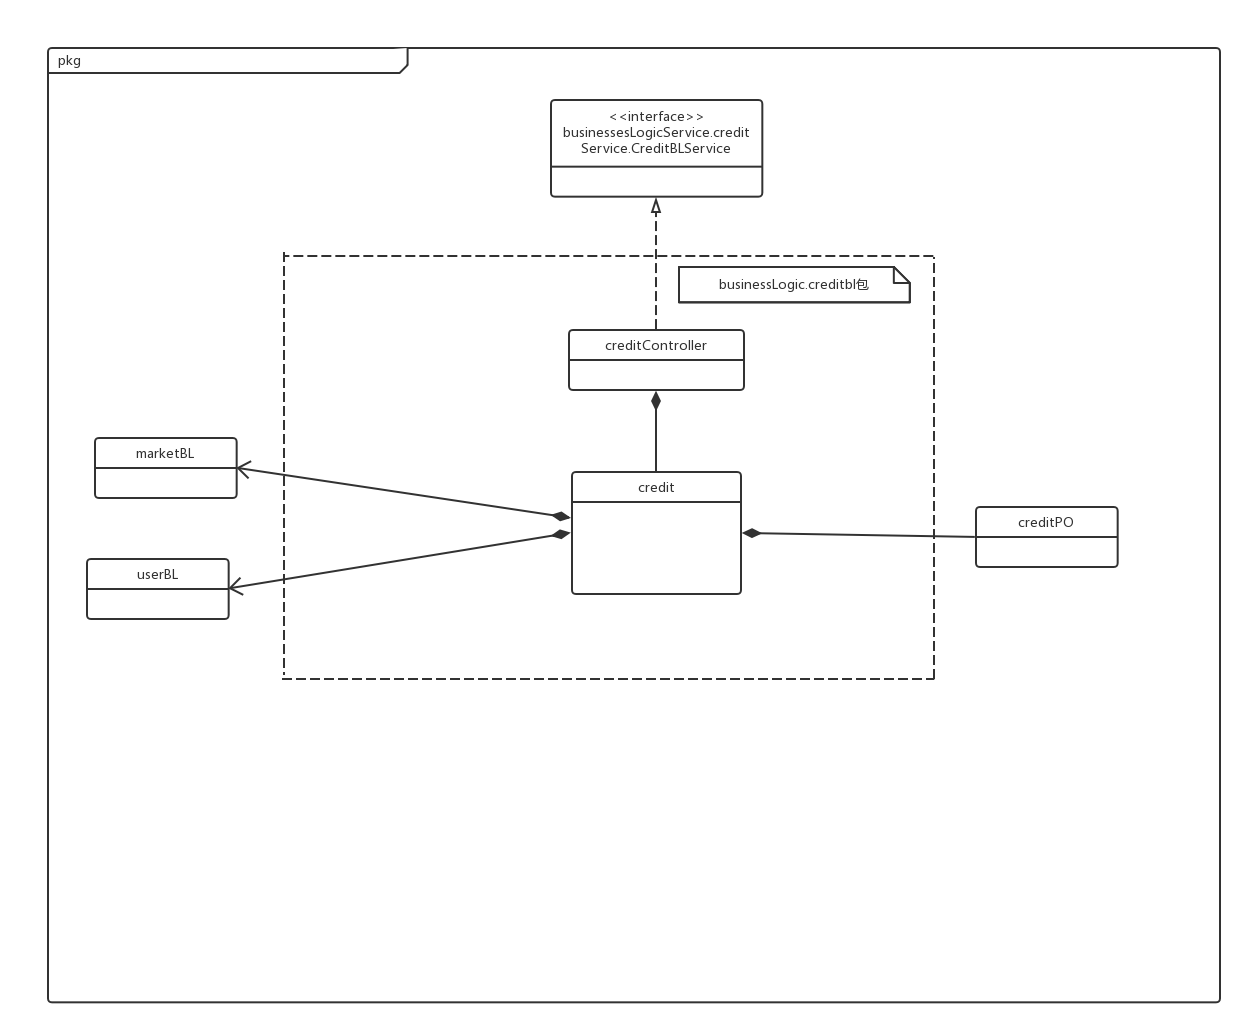 pkg
<<interface>>
businessesLogicService.credit
Service.CreditBLService
businessLogic.creditbl包
creditController
marketBL
credit
creditPO
userBL